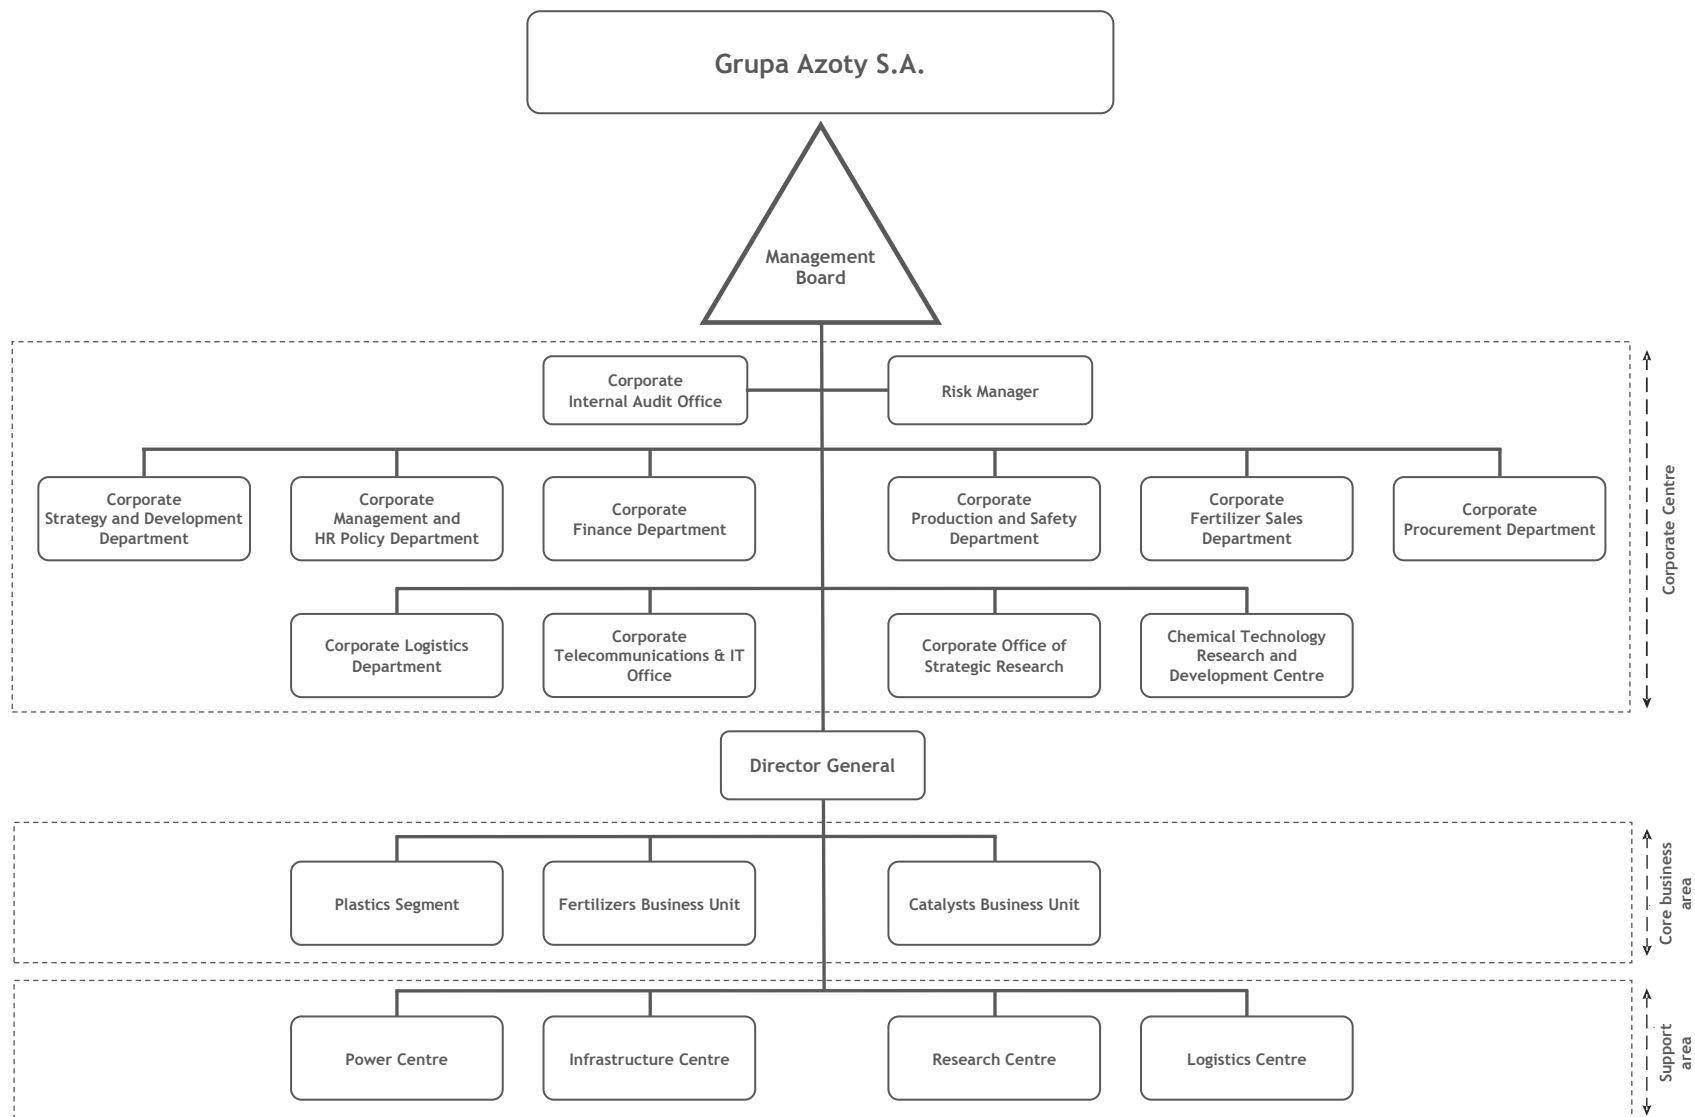 Grupa Azoty S.A.
Management
Board
Corporate
Internal Audit Office
Risk Manager
Corporate
Strategy and Development
Department
Corporate
Management and
HR Policy Department
Corporate
Finance Department
Corporate
Production and Safety
Department
Corporate
Fertilizer Sales
Department
Corporate
Procurement Department
Corporate Logistics
Department
Corporate
Telecommunications & IT
Office
Corporate Office of
Strategic Research
Chemical Technology
Research and
Development Centre
Corporate Centre
Director General
Plastics Segment
Fertilizers Business Unit
Catalysts Business Unit
Core business
area
Power Centre
Infrastructure Centre
Research Centre
Logistics Centre
Support
area